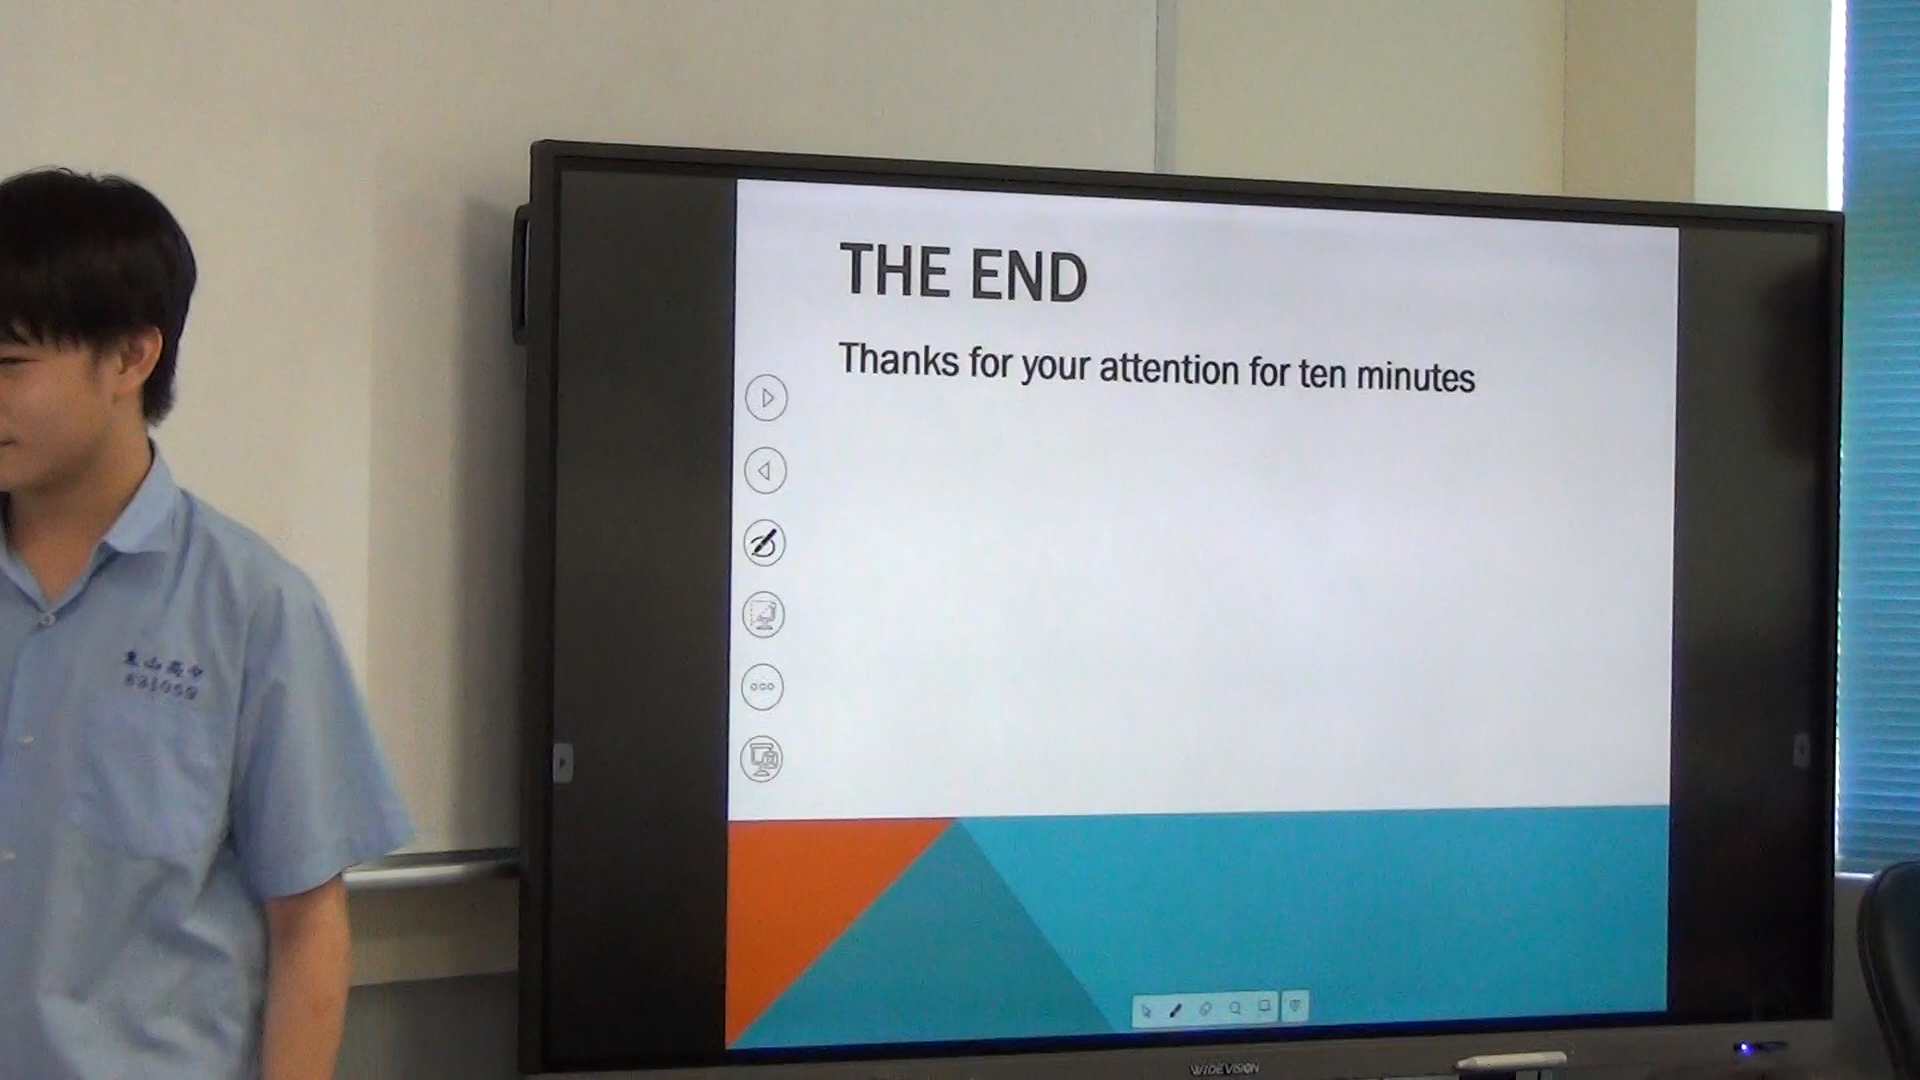 THE END
Thanks for your attention for ten minutes
東山高中
WIDEVISION